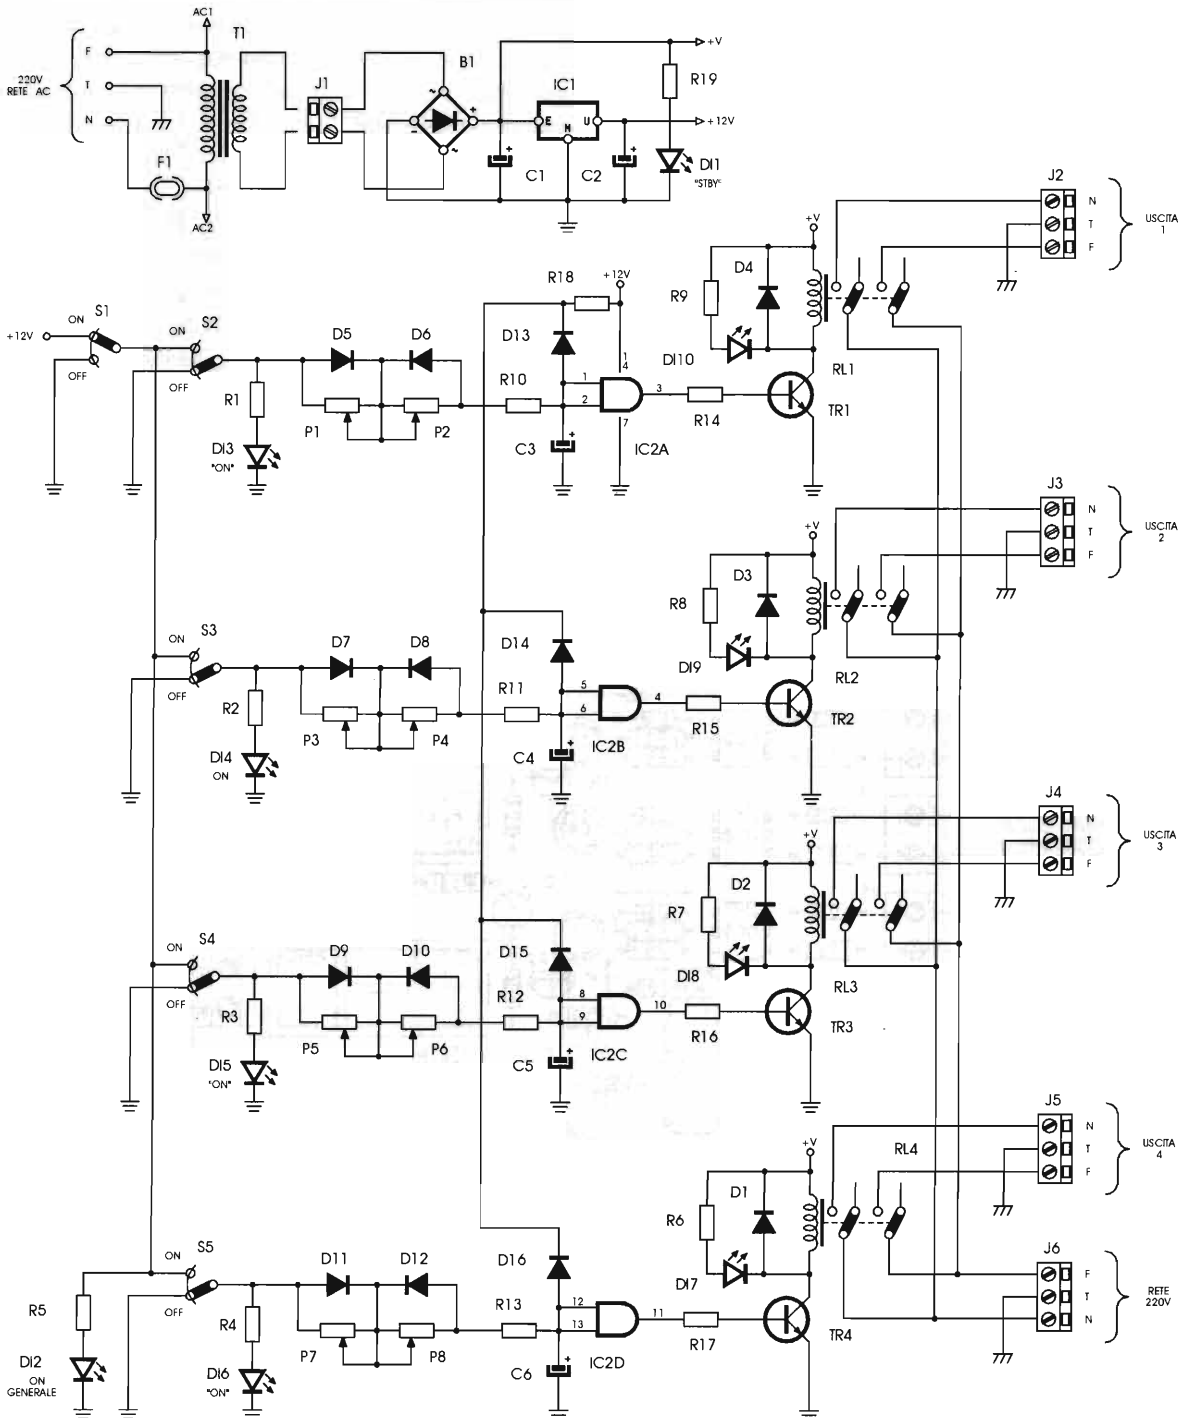 AC1
T1
F
220V
RETE AC
T
N
F1
AC2
J1
B1
~
+
-
~
IC1
E
M
U
+
C1
+
C2
+V
R19
+12V
DI1
"STBY"
J2
N
T
F
USCITA
1
+V
D4
R9
DI10
RL1
TR1
R18
+12V
D13
R10
1
2
1
4
3
7
+
C3
IC2A
R14
S1
ON
+12V
OFF
S2
ON
OFF
R1
DI3
"ON"
D5
D6
P1
P2
J3
N
T
F
USCITA
2
+V
D3
R8
DI9
RL2
TR2
S3
ON
OFF
R2
DI4
ON
D7
D8
P3
P4
D14
R11
5
6
4
+
C4
IC2B
R15
J4
N
T
F
USCITA
3
+V
D2
R7
DI8
RL3
TR3
S4
ON
OFF
R3
DI5
"ON"
D9
D10
P5
P6
D15
R12
8
9
10
+
C5
IC2C
R16
J5
N
T
F
USCITA
4
+V
D1
RL4
R6
DI7
TR4
S5
ON
OFF
R5
DI2
ON
GENERALE
R4
DI6
"ON"
D11
D12
P7
P8
D16
R13
12
13
11
+
C6
IC2D
R17
J6
F
T
N
RETE
220V